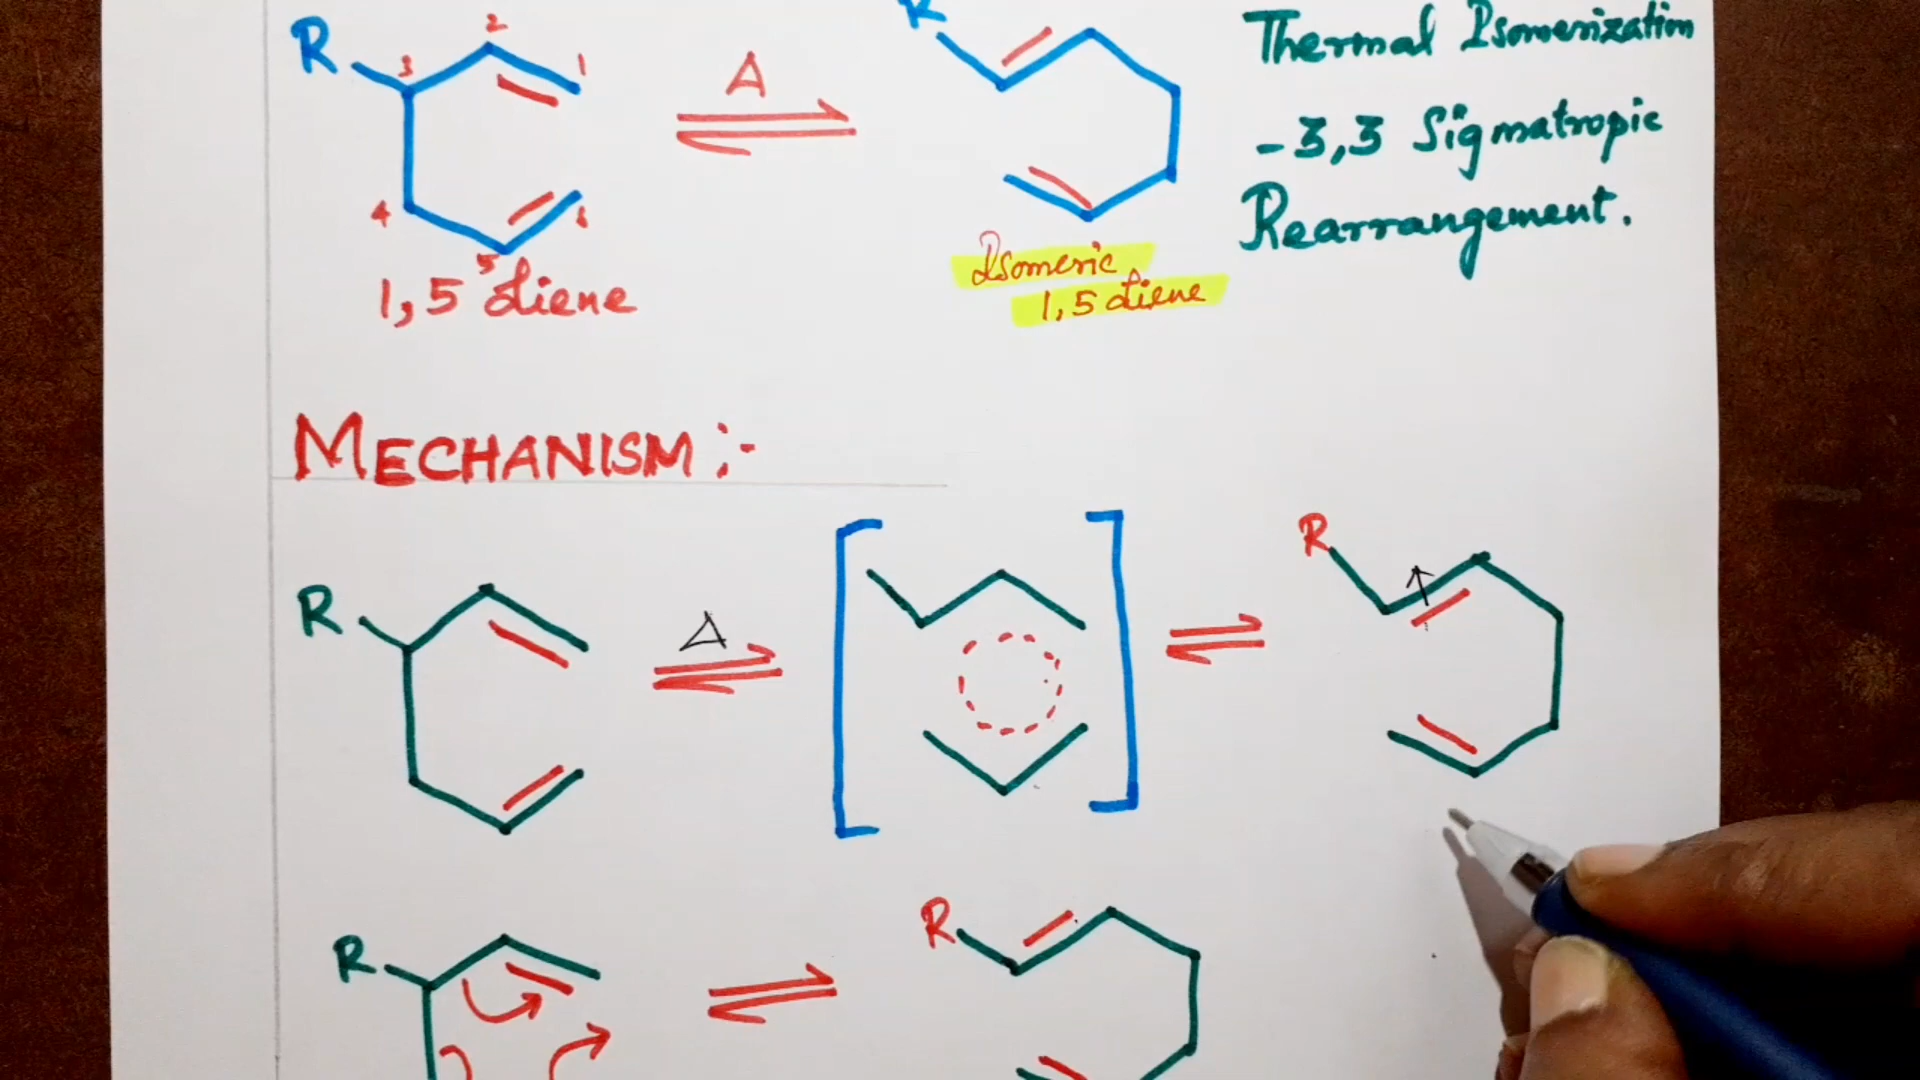 R 3 2 1 4 5 6
Δ
R
Thermal Isomerization
- 3,3 Sigmatropic
Rearrangement.
1,5 diene
Isomeric
1,5 diene
MECHANISM :-
R
Δ
R
R
R